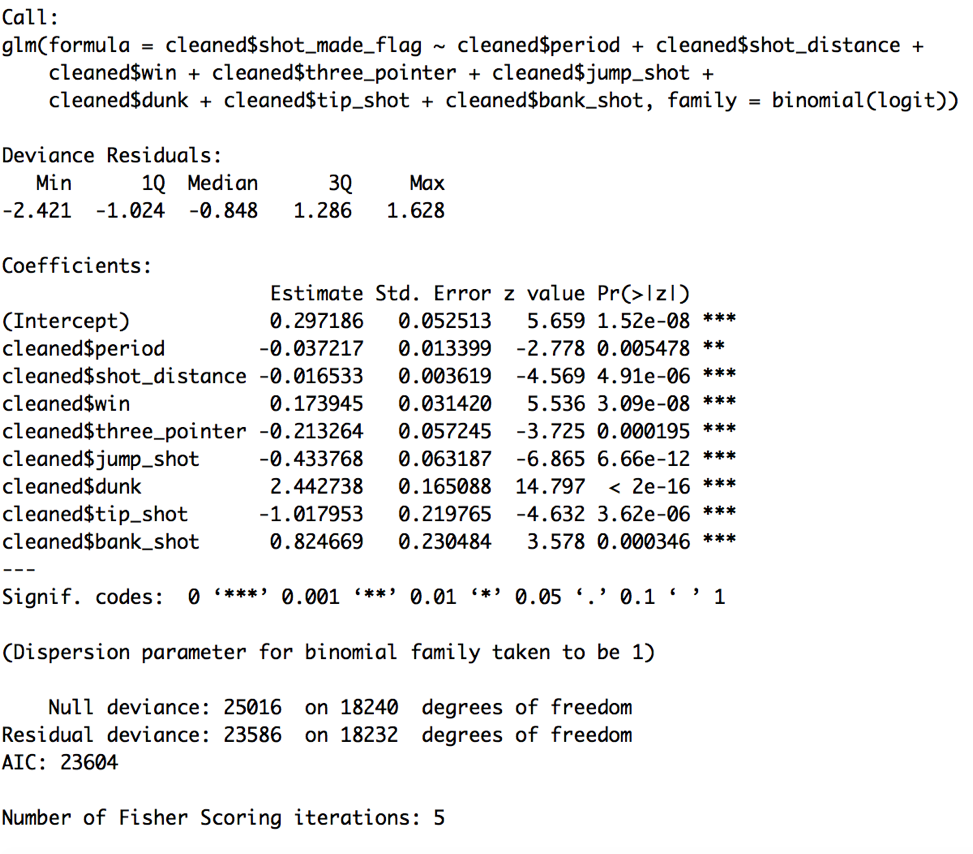 Call:
glm(formula = cleaned$shot_made_flag ~ cleaned$period + cleaned$shot_distance +
    cleaned$win + cleaned$three_pointer + cleaned$jump_shot +
    cleaned$dunk + cleaned$tip_shot + cleaned$bank_shot, family = binomial(logit))
Deviance Residuals:
   Min      1Q  Median      3Q     Max
-2.421  -1.024  -0.848   1.286   1.628
Coefficients:
                       Estimate Std. Error z value Pr(>|z|)
(Intercept)            0.297186   0.052513   5.659 1.52e-08 ***
cleaned$period        -0.037217   0.013399  -2.778 0.005478 **
cleaned$shot_distance -0.016533   0.003619  -4.569 4.91e-06 ***
cleaned$win            0.173945   0.031420   5.536 3.09e-08 ***
cleaned$three_pointer -0.213264   0.057245  -3.725 0.000195 ***
cleaned$jump_shot     -0.433768   0.063187  -6.865 6.66e-12 ***
cleaned$dunk           2.442738   0.165088  14.797  < 2e-16 ***
cleaned$tip_shot      -1.017953   0.219765  -4.632 3.62e-06 ***
cleaned$bank_shot      0.824669   0.230484   3.578 0.000346 ***
---
Signif. codes:  0 ‘***’ 0.001 ‘**’ 0.01 ‘*’ 0.05 ‘.’ 0.1 ‘ ’ 1
(Dispersion parameter for binomial family taken to be 1)
    Null deviance: 25016  on 18240  degrees of freedom
Residual deviance: 23586  on 18232  degrees of freedom
AIC: 23604
Number of Fisher Scoring iterations: 5